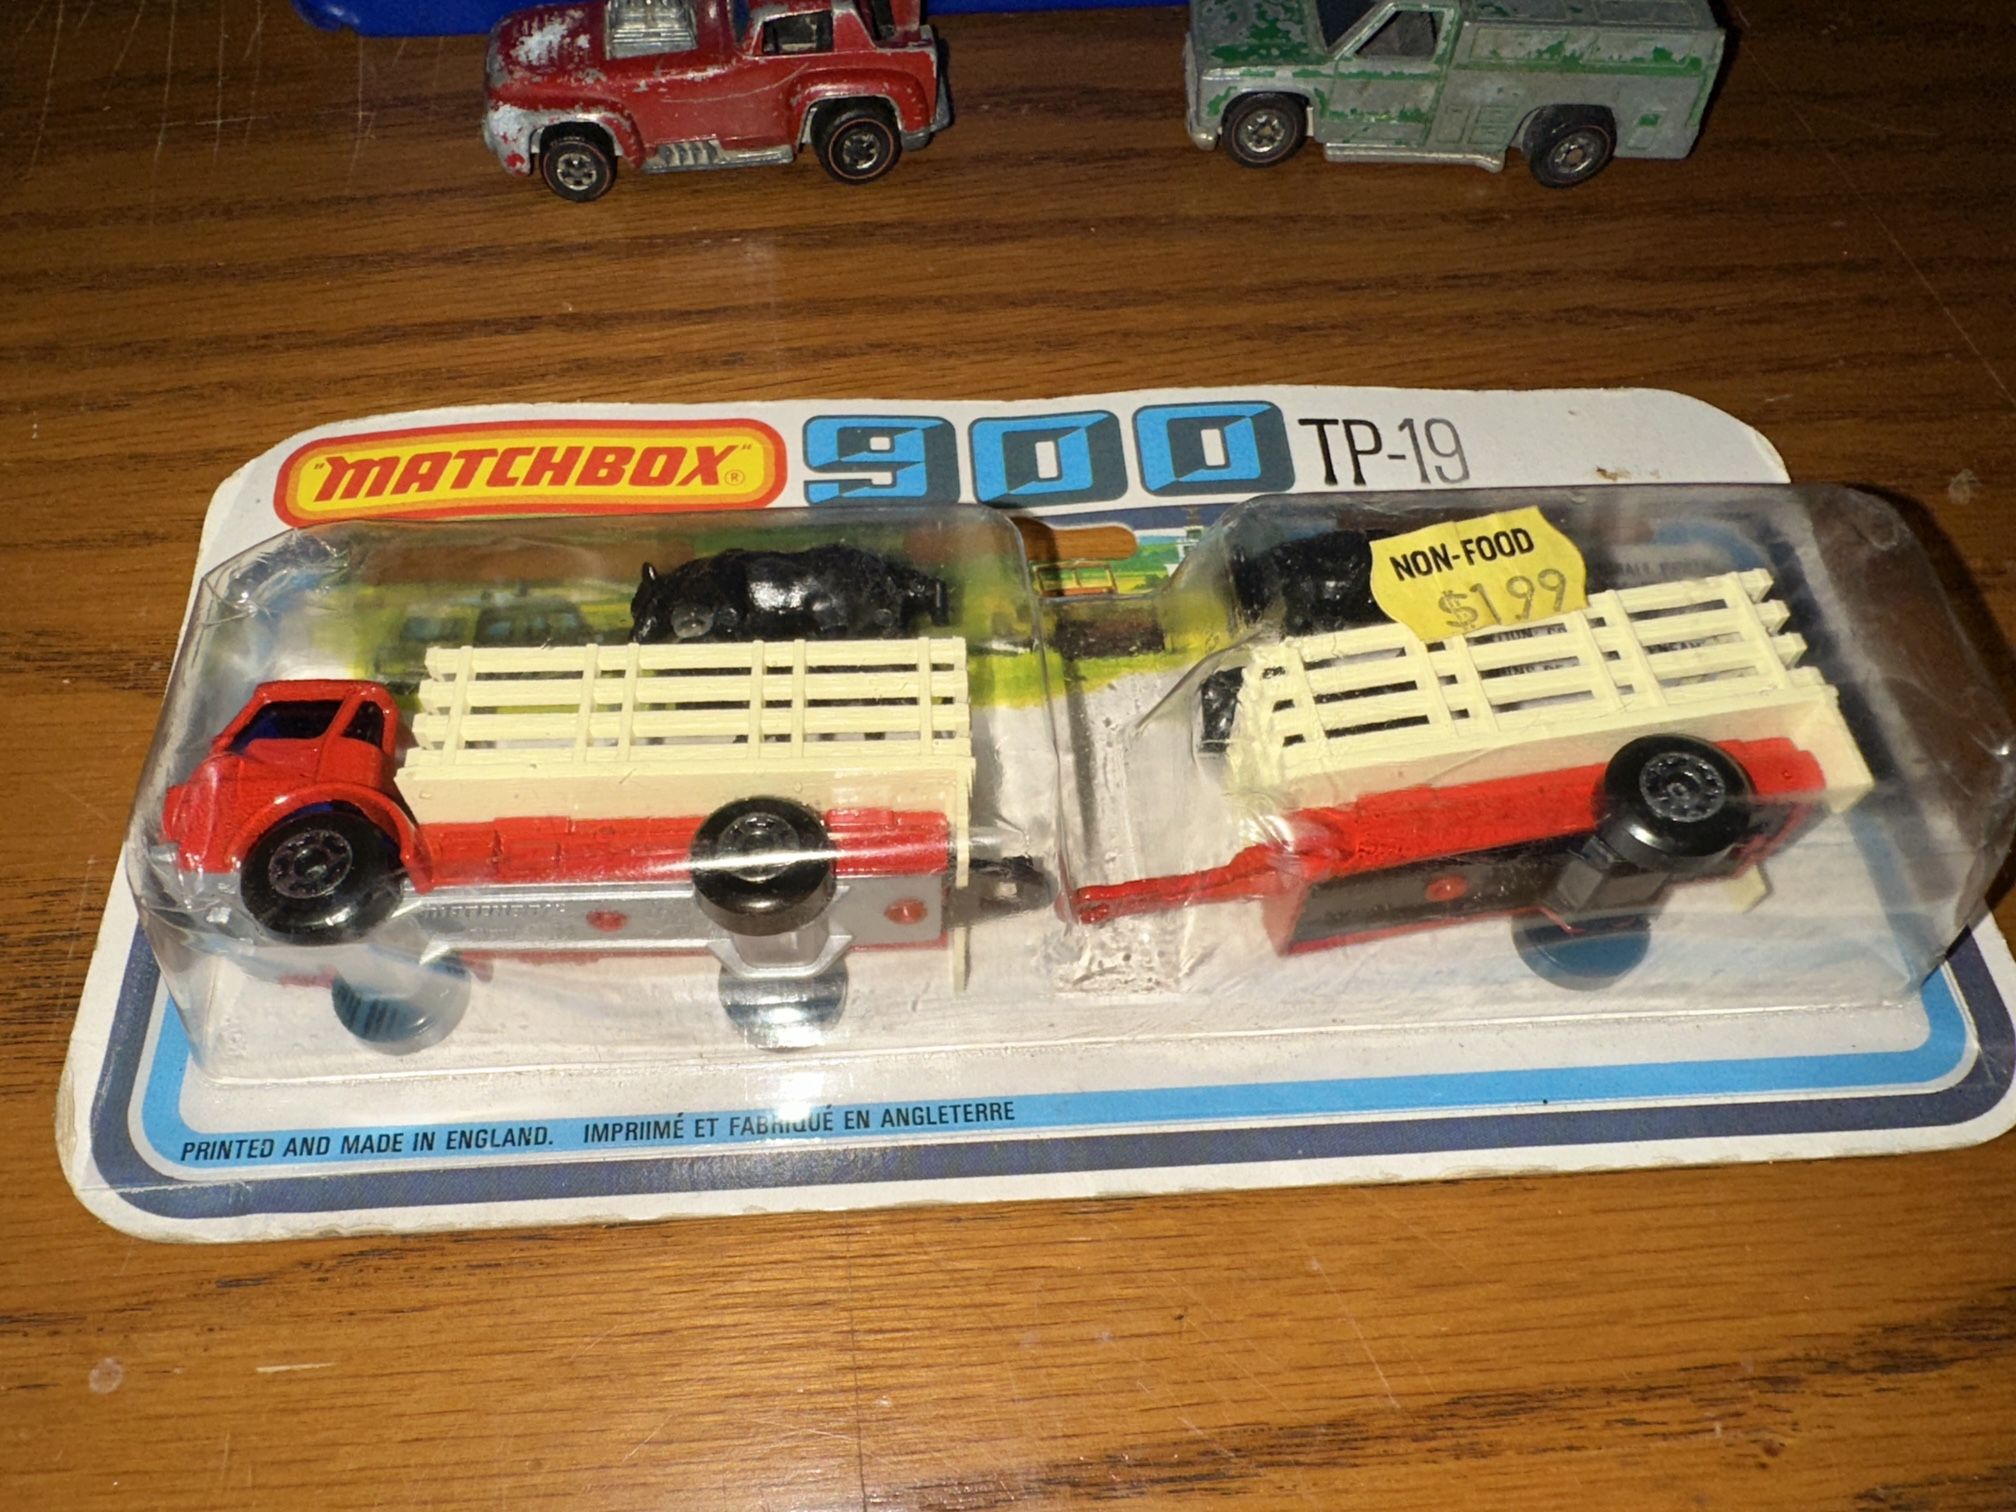 "MATCHBOX"® 900 TP-19
NON-FOOD
$1.99
PRINTED AND MADE IN ENGLAND. IMPRIIMÉ ET FABRIQUÉ EN ANGLETERRE